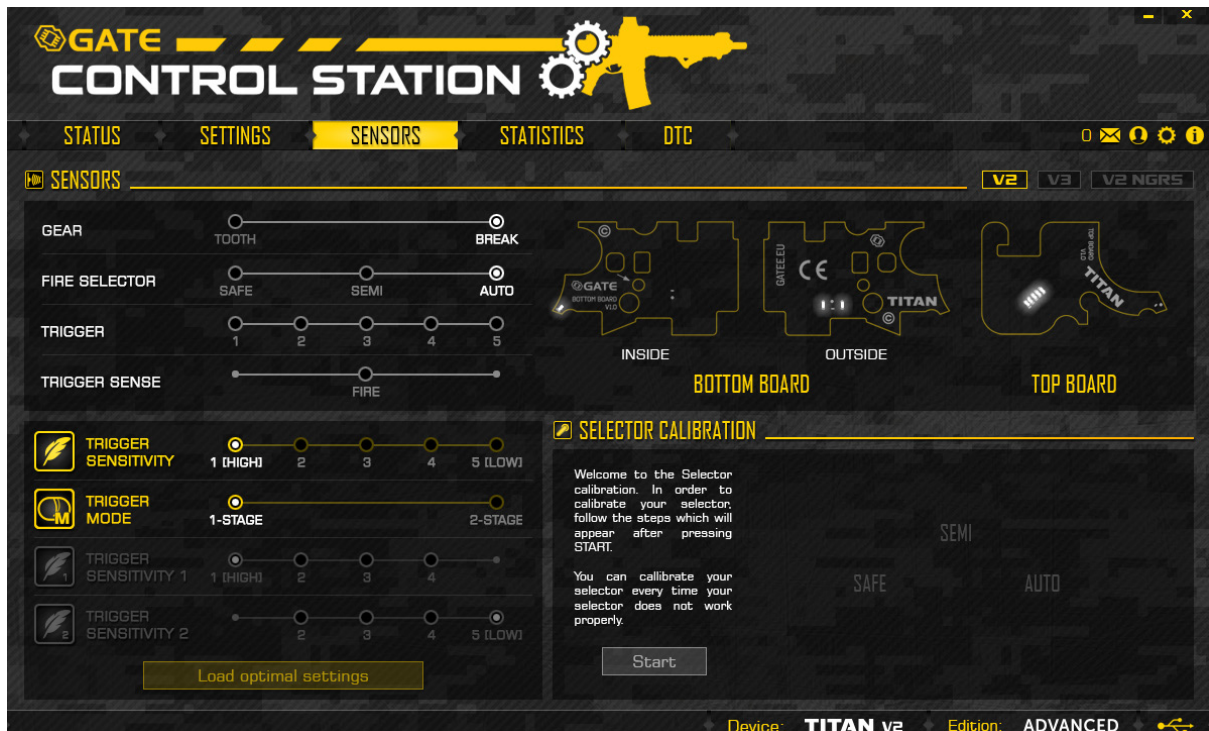 GATE
CONTROL STATION
STATUS SETTINGS SENSORS STATISTICS DTC 0
SENSORS V2 V3 V2 NGRS
GEAR
TOOTH BREAK
FIRE SELECTOR
SAFE SEMI AUTO
TRIGGER
1 2 3 4 5
TRIGGER SENSE
FIRE
©
GATE
BOTTOM BOARD
V1.0
INSIDE
GATEE.EU
CE
TITAN
©
OUTSIDE
BOTTOM BOARD
TOP BOARD
V1.0
TITAN
TOP BOARD
TRIGGER
SENSITIVITY
1 [HIGH] 2 3 4 5 [LOW]
M
TRIGGER
MODE
1-STAGE 2-STAGE
1
TRIGGER
SENSITIVITY 1
1 [HIGH] 2 3 4
2
TRIGGER
SENSITIVITY 2
2 3 4 5 [LOW]
Load optimal settings
SELECTOR CALIBRATION
Welcome to the Selector
calibration. In order to
calibrate your selector,
follow the steps which will
appear after pressing
START.
You can callibrate your
selector every time your
selector does not work
properly.
Start
SEMI
SAFE AUTO
Device: TITAN V2 Edition: ADVANCED